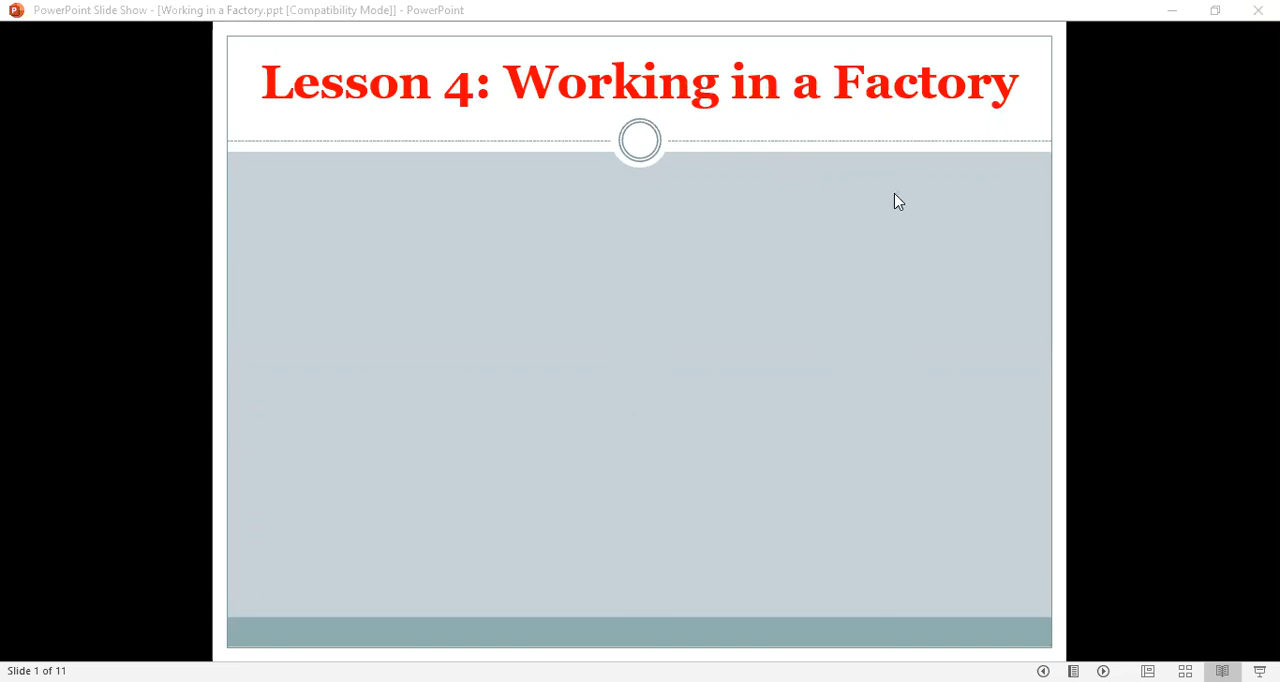 PowerPoint Slide Show - [Working in a Factory.ppt [Compatibility Mode]] - PowerPoint
Lesson 4: Working in a Factory
Slide 1 of 11